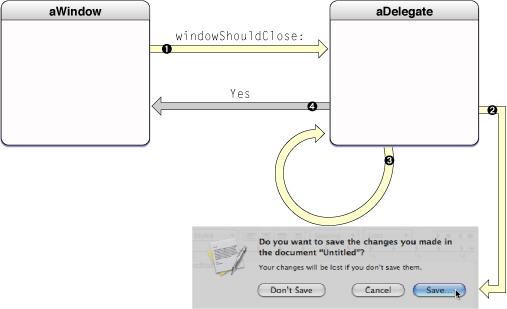 aWindow
aDelegate
windowShouldClose:
1
2
Yes
4
3
Do you want to save the changes you made in
the document “Untitled”?
Your changes will be lost if you don’t save them.
Don’t Save
Cancel
Save...